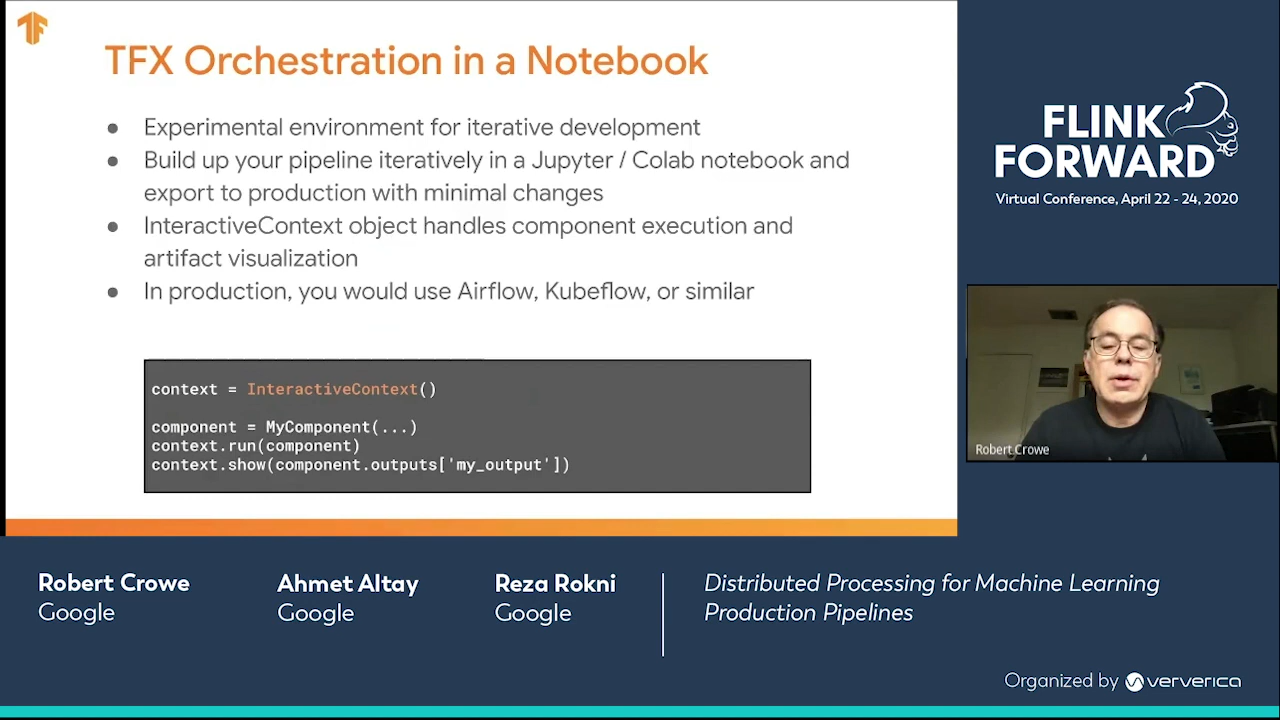 TFX Orchestration in a Notebook
● Experimental environment for iterative development
● Build up your pipeline iteratively in a Jupyter / Colab notebook and
export to production with minimal changes
● InteractiveContext object handles component execution and
artifact visualization
● In production, you would use Airflow, Kubeflow, or similar
context = InteractiveContext()
component = MyComponent(...)
context.run(component)
context.show(component.outputs['my_output'])
FLINK
FORWARD
Virtual Conference, April 22 - 24, 2020
Robert Crowe
Robert Crowe
Google
Ahmet Altay
Google
Reza Rokni
Google
Distributed Processing for Machine Learning
Production Pipelines
Organized by ververica